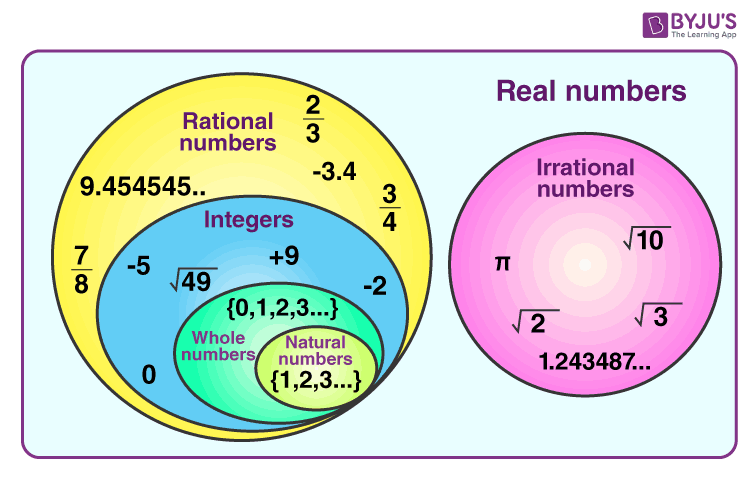 BYJU'S
The Learning App
Real numbers
Rational
numbers
2
3
-3.4
9.454545..
3
4
7
8
Integers
-5
√49
+9
-2
0
{0,1,2,3...}
Whole
numbers
Natural
numbers
{1,2,3...}
Irrational
numbers
π
√10
√2
√3
1.243487...